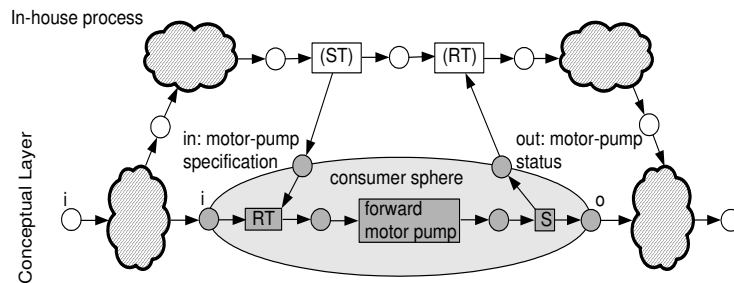 In-house process
(ST)
(RT)
in: motor-pump
specification
out: motor-pump
status
consumer sphere
Conceptual Layer
i
i
RT
forward
motor pump
S
o